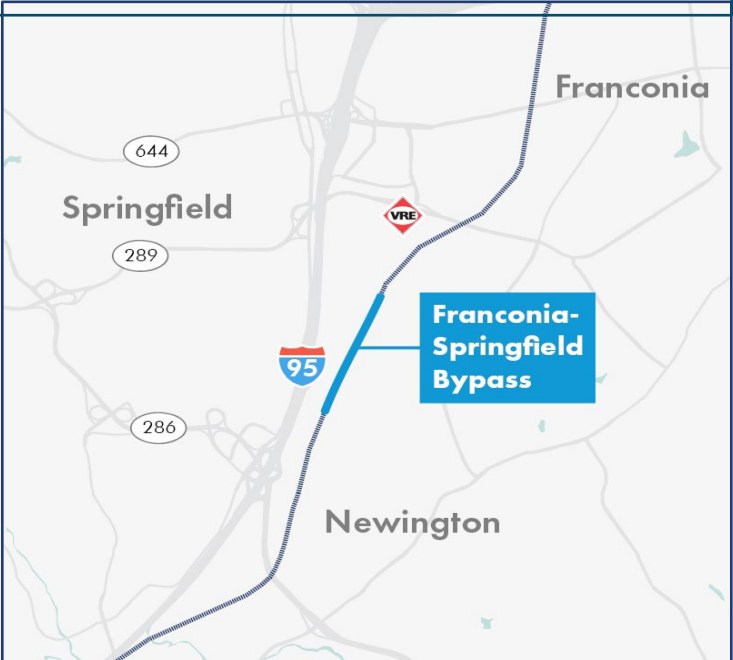 Franconia
644
Springfield
VRE
289
Franconia-
Springfield
Bypass
95
286
Newington